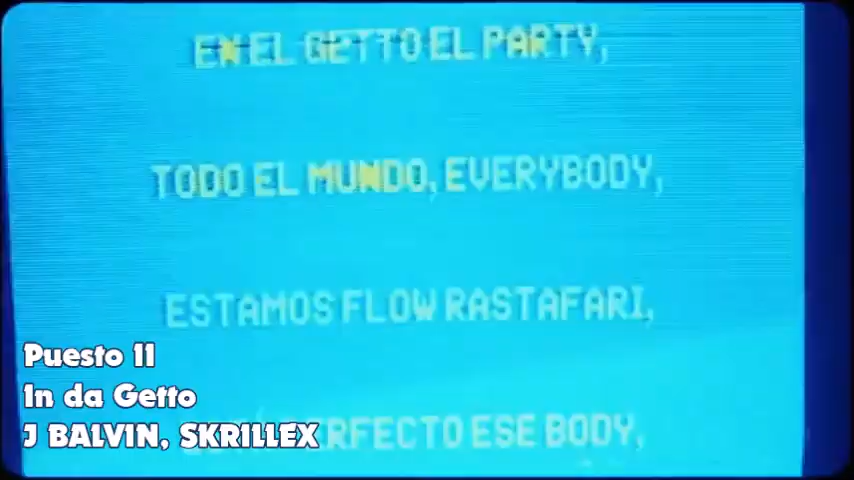 EN EL GETTO EL PARTY,
TODO EL MUNDO, EVERYBODY,
ESTAMOS FLOW RASTAFARI,
PERFECTO ESE BODY,
Puesto 11
In da Getto
J BALVIN, SKRILLEX